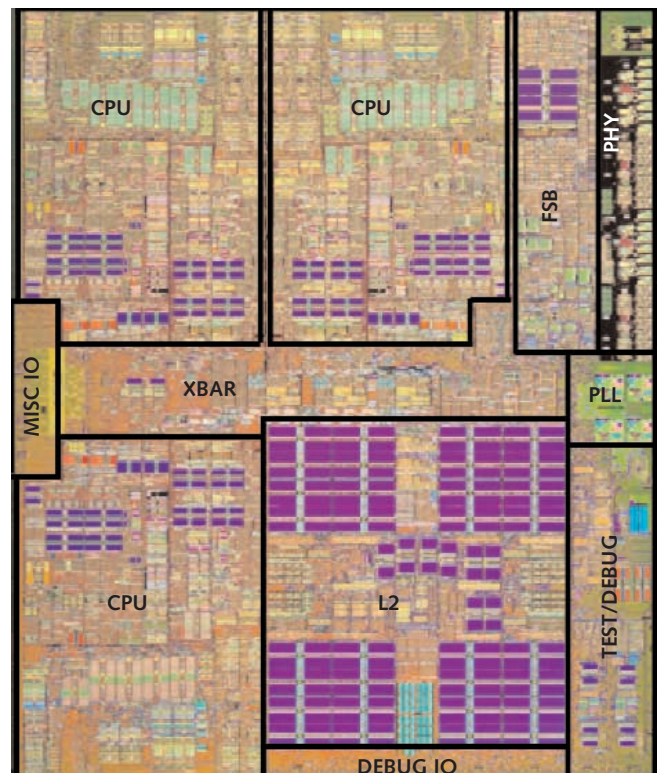 CPU
CPU
FSB
PHY
MISC IO
XBAR
PLL
CPU
L2
TEST/DEBUG
DEBUG IO